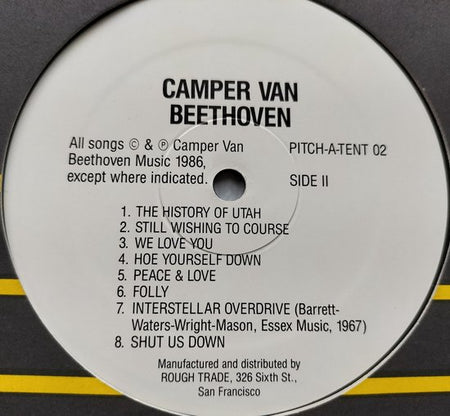 CAMPER VAN
BEETHOVEN
All songs © & ℗ Camper Van
Beethoven Music 1986,
except where indicated.
PITCH-A-TENT 02
SIDE II
1. THE HISTORY OF UTAH
2. STILL WISHING TO COURSE
3. WE LOVE YOU
4. HOE YOURSELF DOWN
5. PEACE & LOVE
6. FOLLY
7. INTERSTELLAR OVERDRIVE (Barrett-
Waters-Wright-Mason, Essex Music, 1967)
8. SHUT US DOWN
Manufactured and distributed by
ROUGH TRADE, 326 Sixth St.,
San Francisco